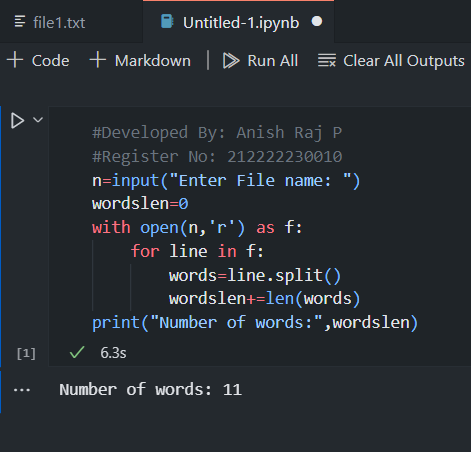 file1.txt Untitled-1.ipynb
+ Code + Markdown Run All Clear All Outputs
#Developed By: Anish Raj P
#Register No: 212222230010
n=input("Enter File name: ")
wordslen=0
with open(n,'r') as f:
    for line in f:
        words=line.split()
        wordslen+=len(words)
print("Number of words:",wordslen)
[1] ✓ 6.3s
... Number of words: 11